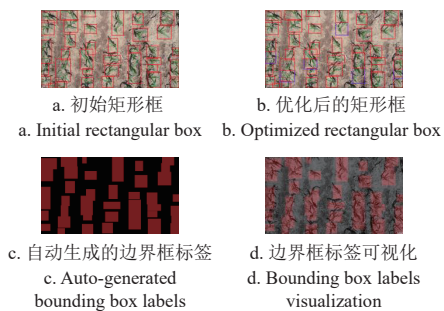 a. 初始矩形框
a. Initial rectangular box
b. 优化后的矩形框
b. Optimized rectangular box
c. 自动生成的边界框标签
c. Auto-generated
bounding box labels
d. 边界框标签可视化
d. Bounding box labels
visualization